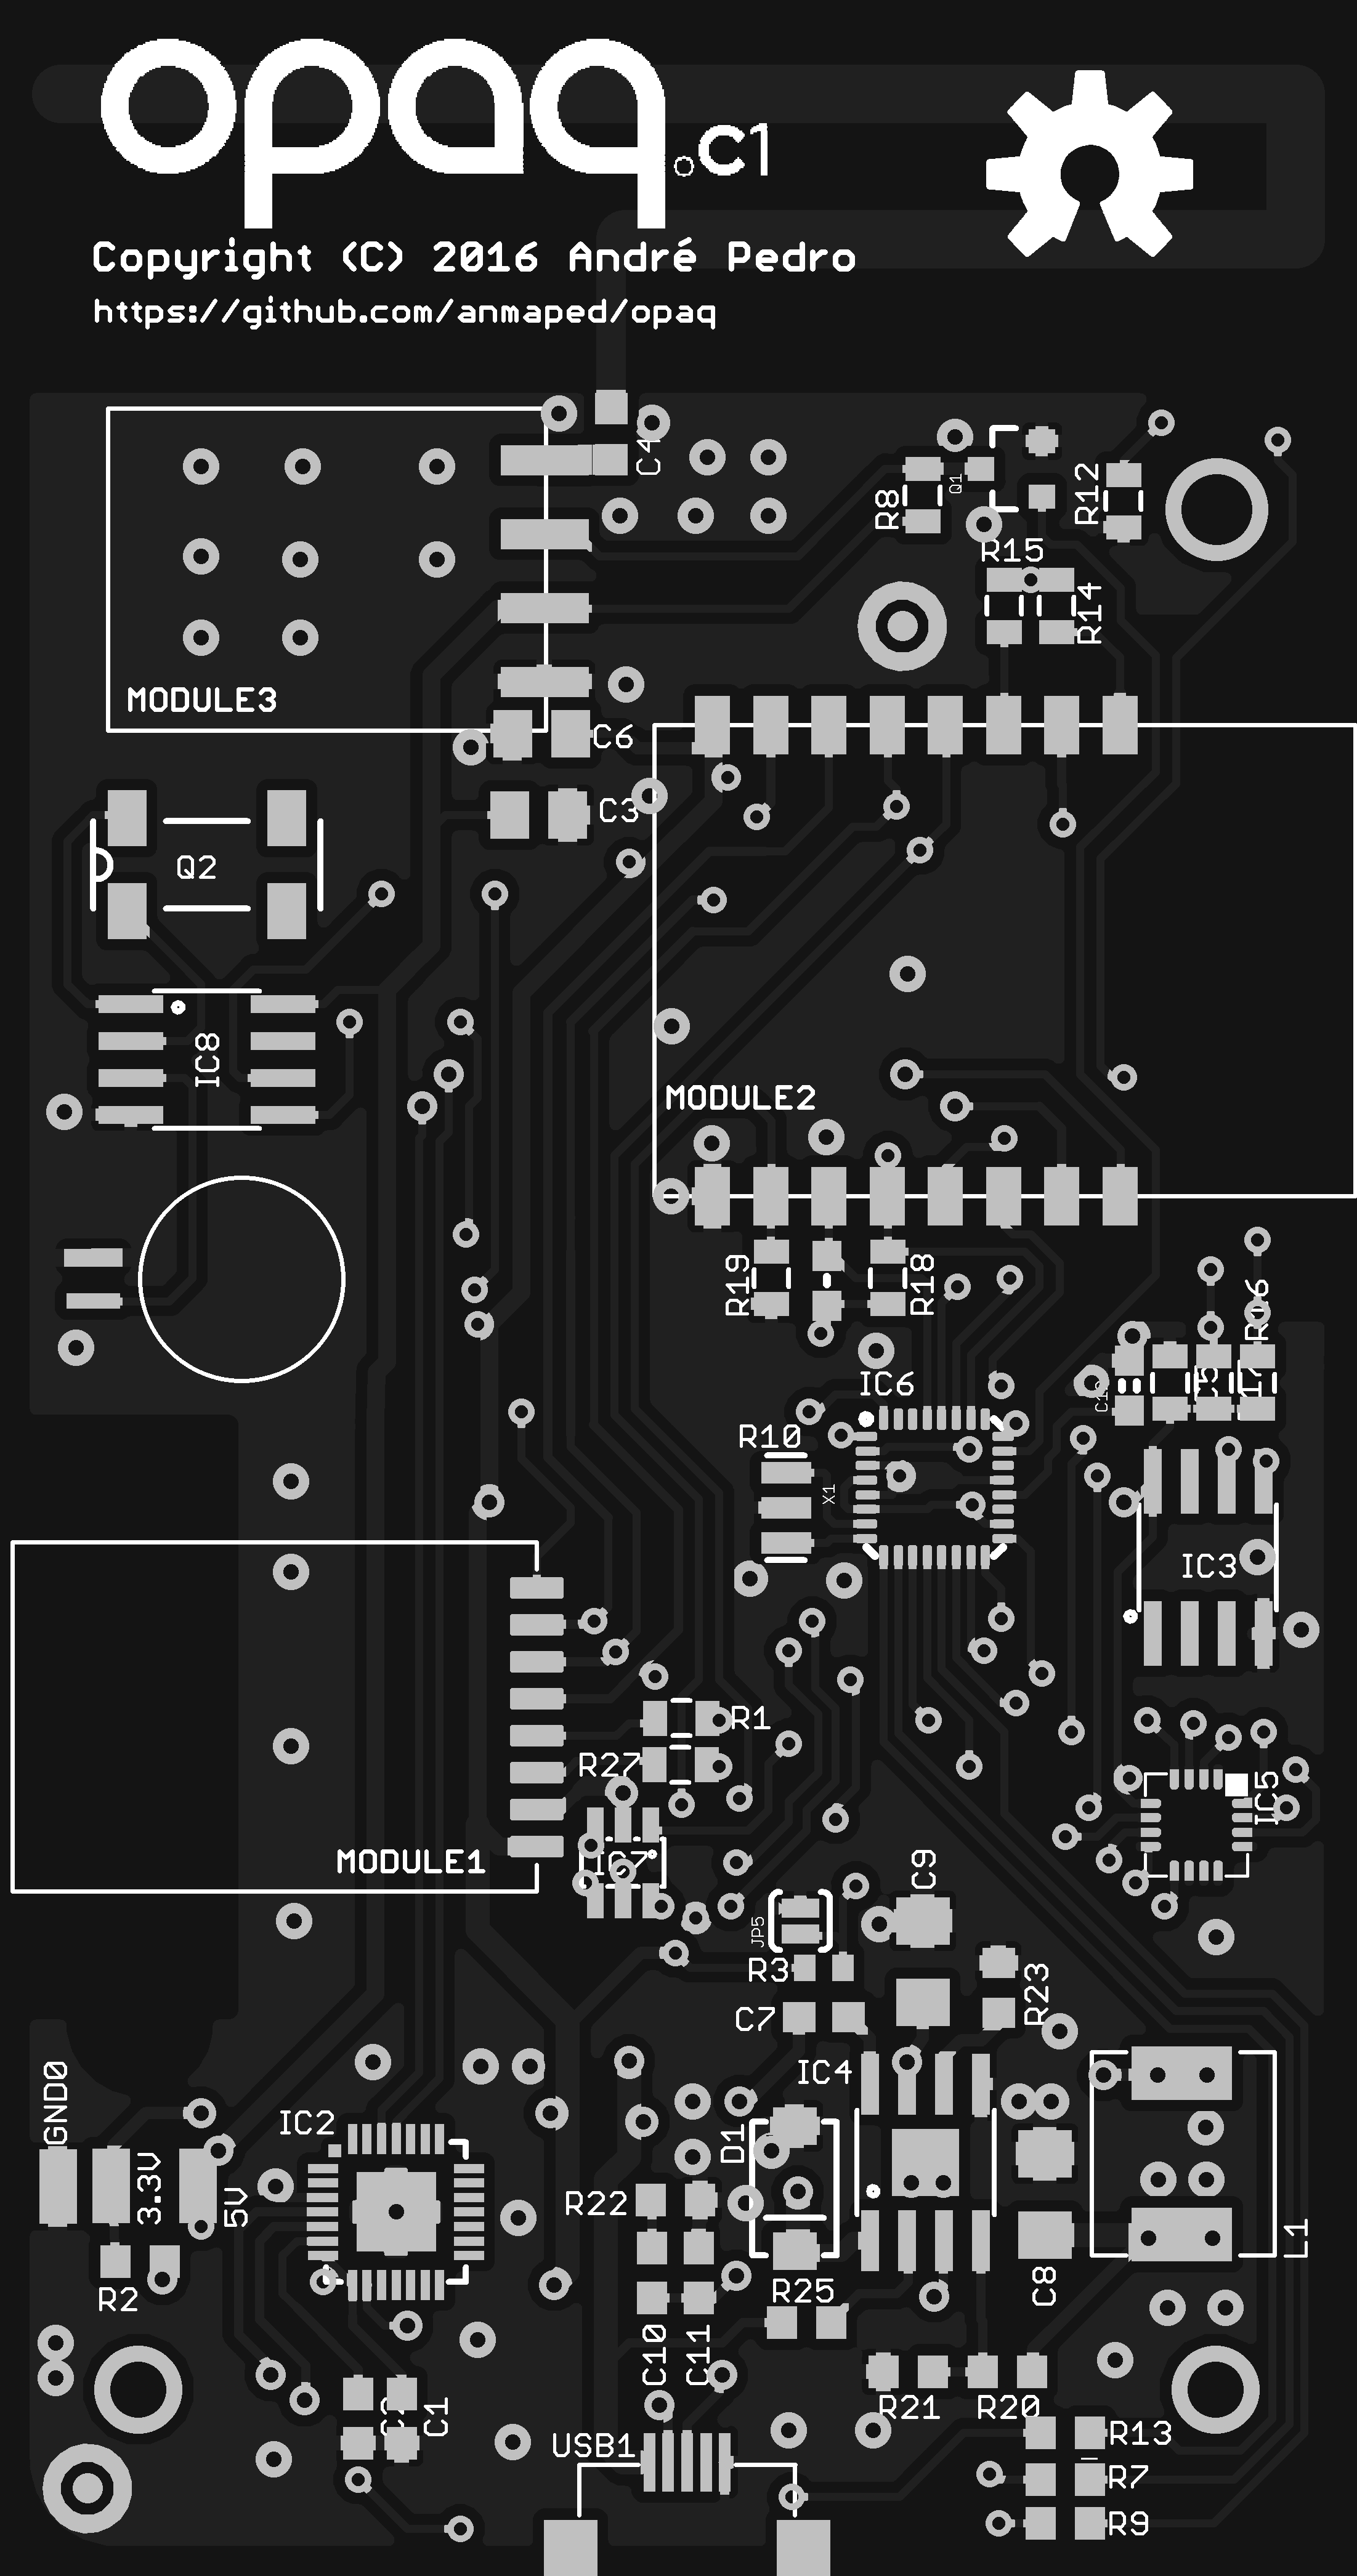 opaq.c1
Copyright (C) 2016 André Pedro
https://github.com/anmaped/opaq
C4
R8
Q1
R12
R15
R14
MODULE3
C6
C3
Q2
IC8
MODULE2
R19
R18
R16
IC6
R10
X1
IC3
R1
R27
IC5
MODULE1
IC7
C9
JP5
R3
R23
C7
IC4
GND0
IC2
D1
3.3V
5V
R22
L1
R2
R25
C8
C10
C11
C2
C1
R21
R20
USB1
R13
R7
R9